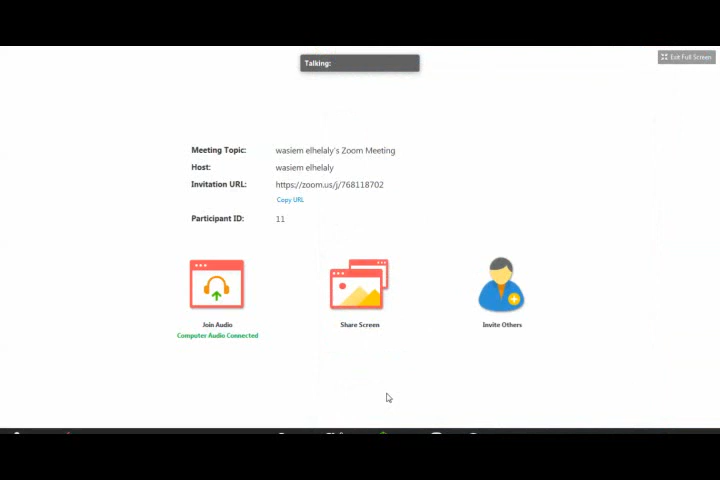 Talking:
Exit Full Screen
Meeting Topic: wasiem elhelaly's Zoom Meeting
Host: wasiem elhelaly
Invitation URL: https://zoom.us/j/768118702
Copy URL
Participant ID: 11
Join Audio
Computer Audio Connected
Share Screen
Invite Others